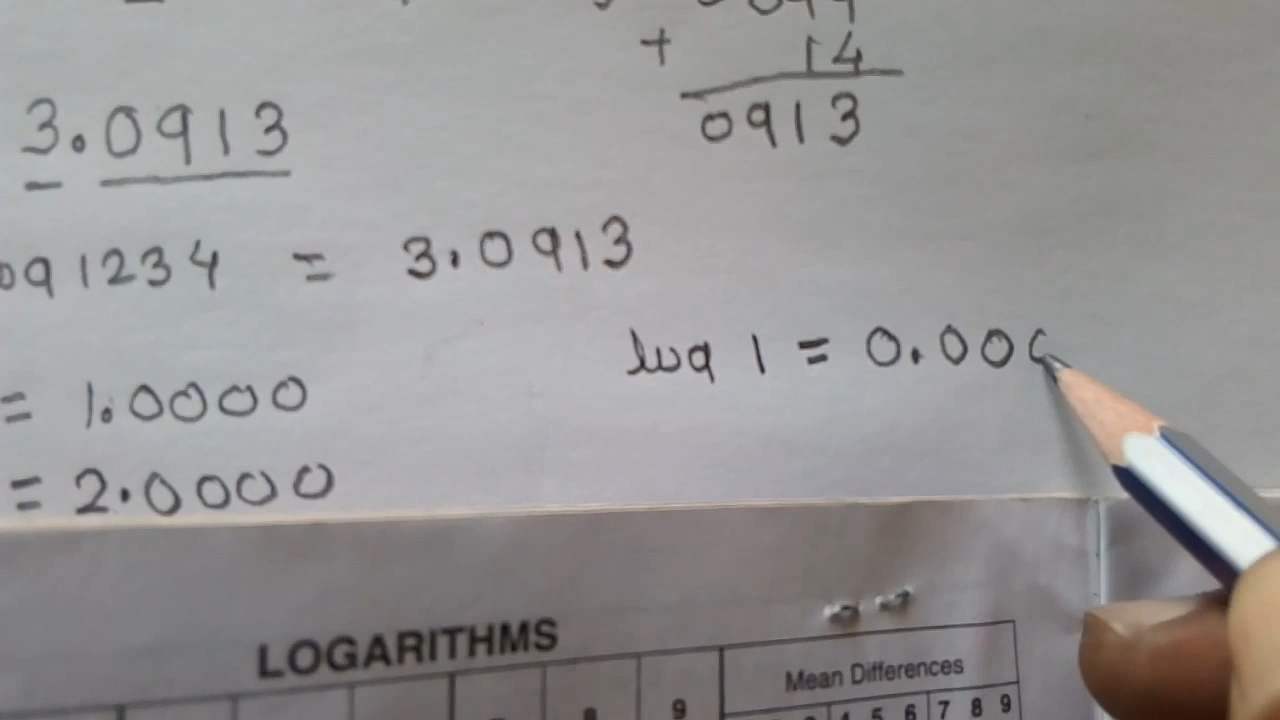 + 14
3.0913 0913
091234 = 3.0913
log 1 = 0.00
= 1.0000
= 2.0000
LOGARITHMS
Mean Differences
9 4 5 6 7 8 9